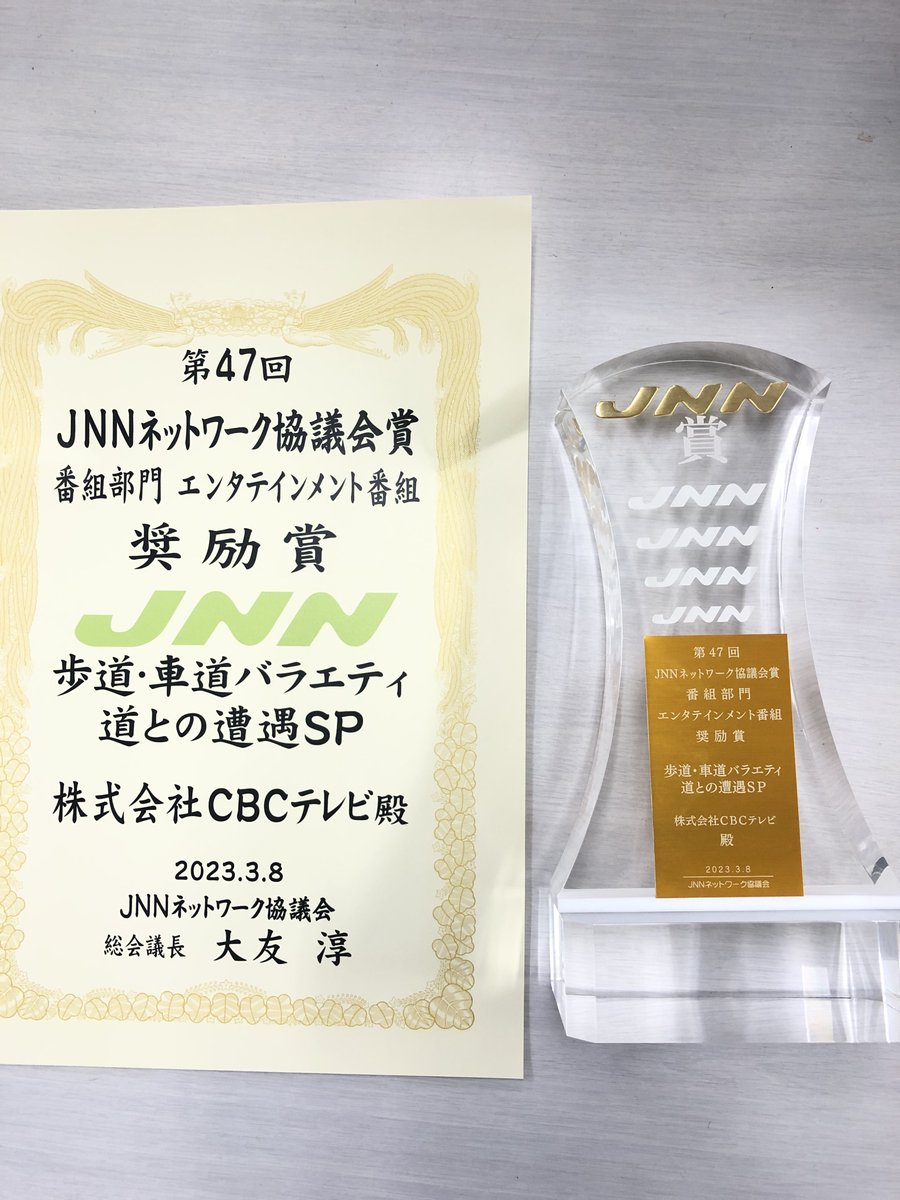 第47回
JNNネットワーク協議会賞
番組部門 エンタテインメント番組
奨励賞
JNN
歩道・車道バラエティ
道との遭遇SP
株式会社CBCテレビ殿
2023.3.8
JNNネットワーク協議会
総会議長 大友 淳
JNN
賞
JNN
JNN
JNN
JNN
第47回
JNNネットワーク協議会賞
番組部門
エンタテインメント番組
奨励賞
歩道・車道バラエティ
道との遭遇SP
株式会社CBCテレビ
殿
2023.3.8
JNNネットワーク協議会